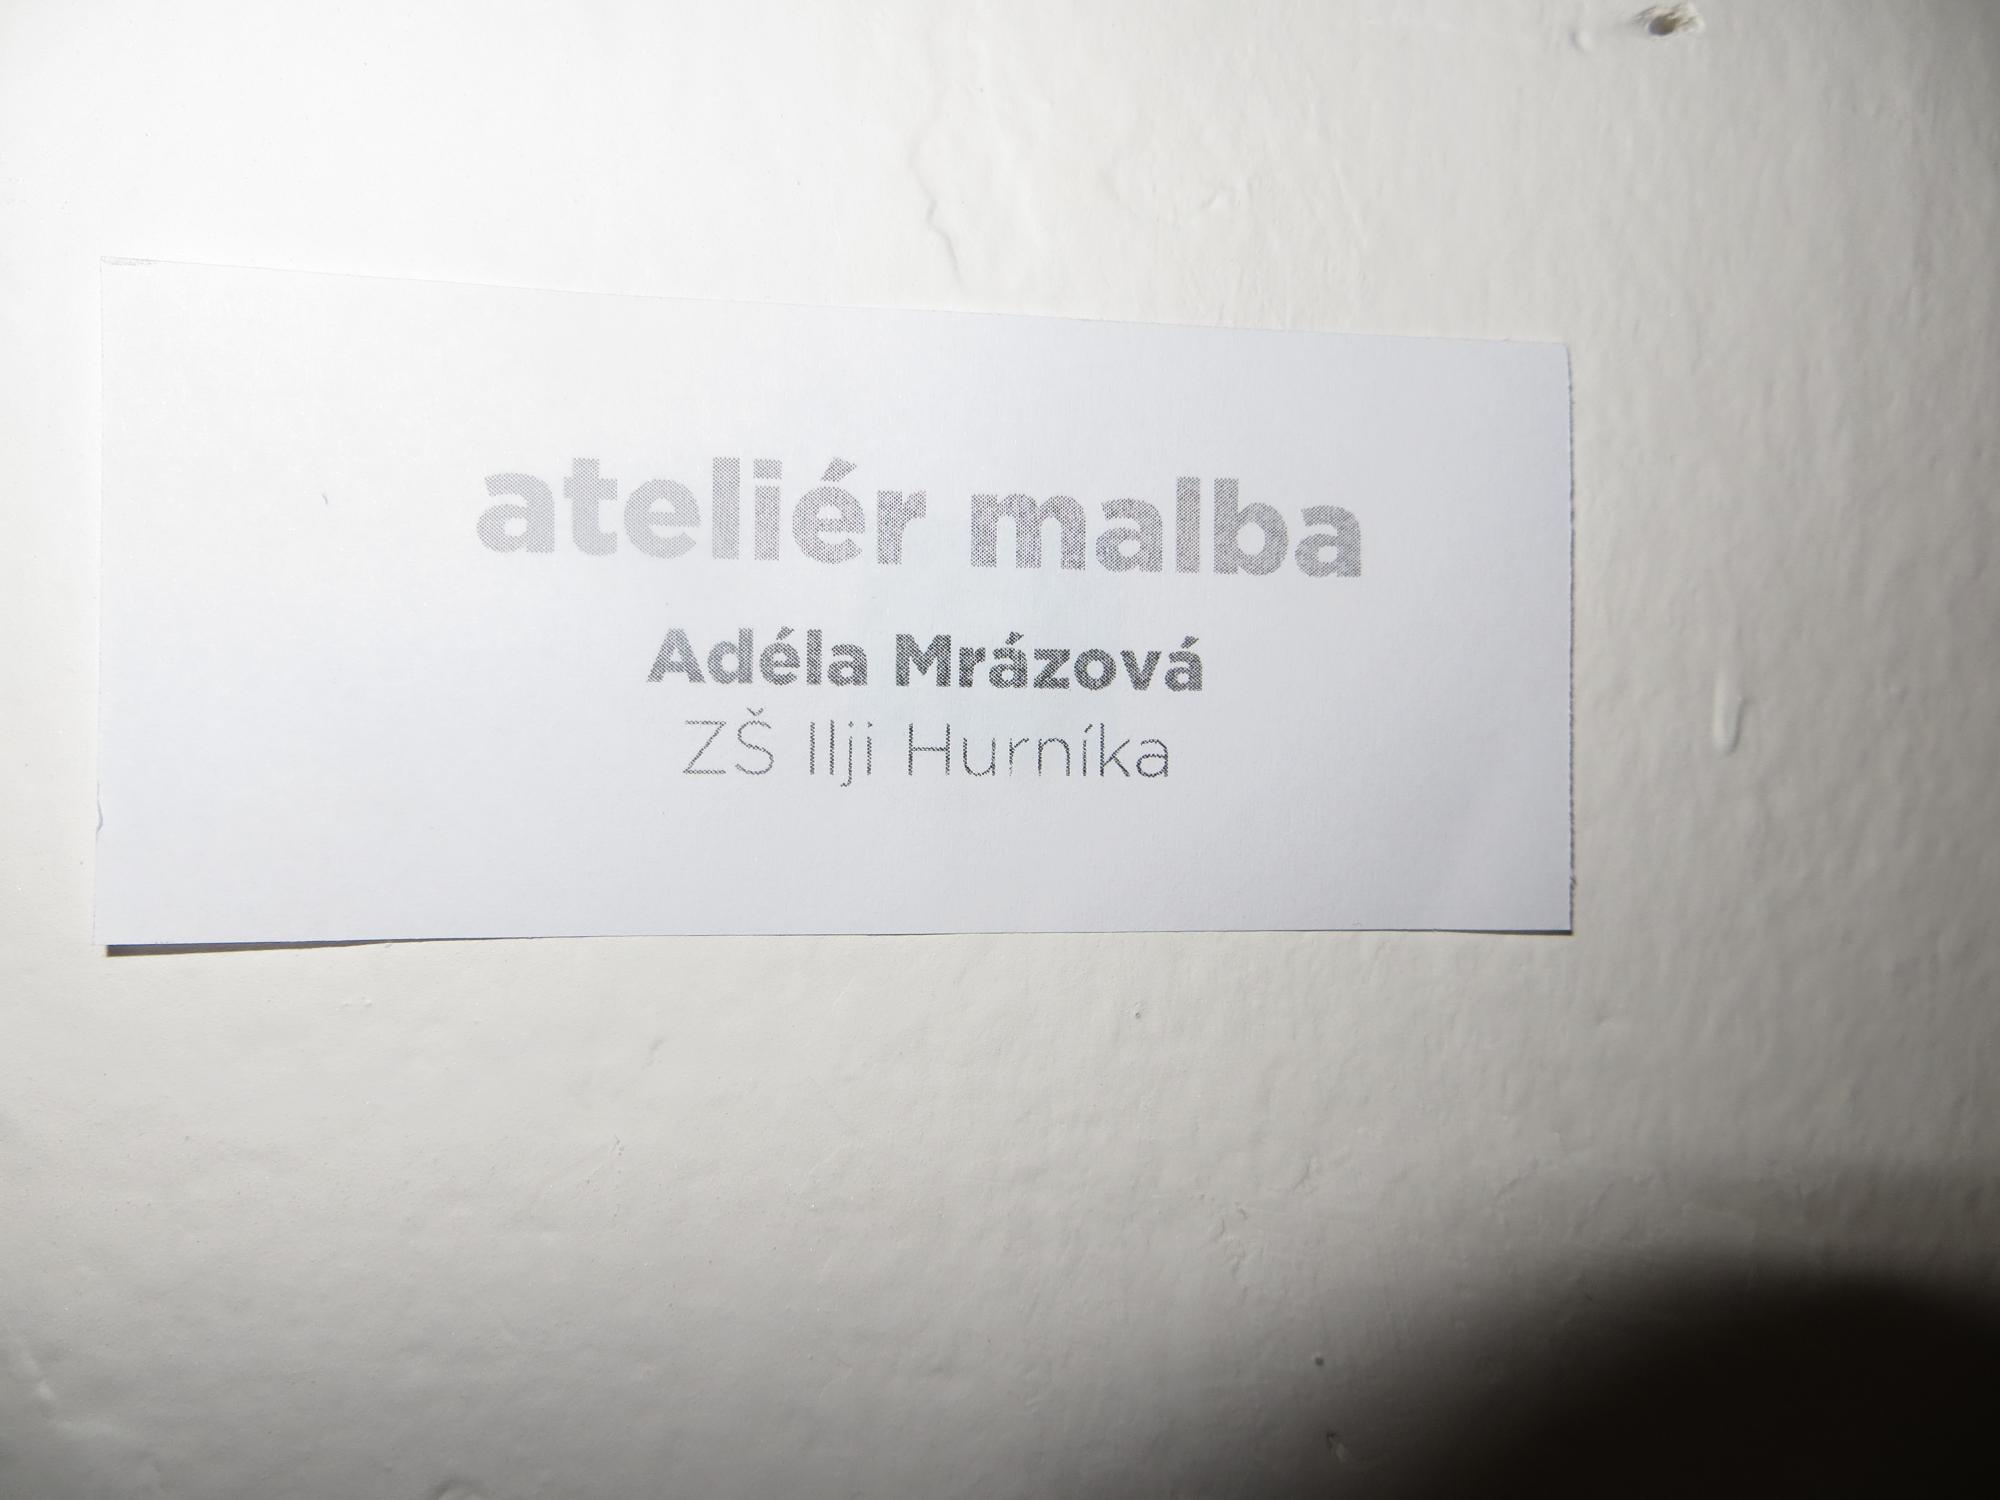 ateliér malba
Adéla Mrázová
ZŠ Ilji Hurníka